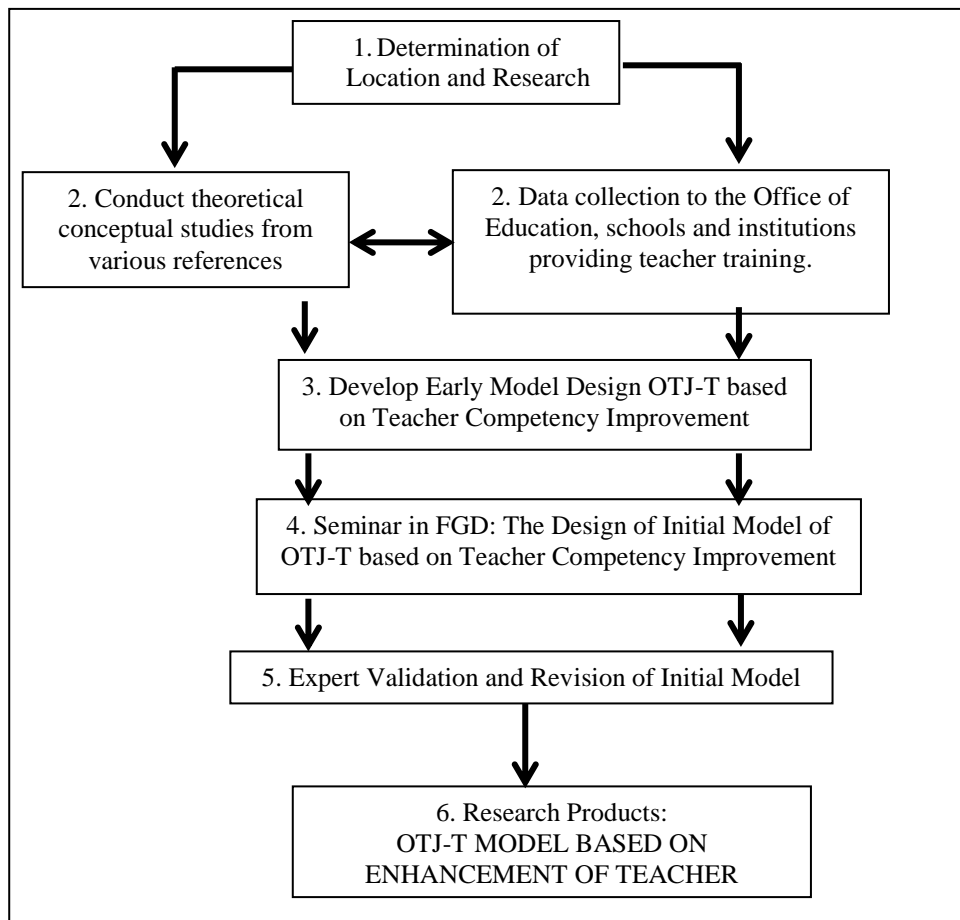 1. Determination of
Location and Research
2. Conduct theoretical
conceptual studies from
various references
2. Data collection to the Office of
Education, schools and institutions
providing teacher training.
3. Develop Early Model Design OTJ-T based
on Teacher Competency Improvement
4. Seminar in FGD: The Design of Initial Model of
OTJ-T based on Teacher Competency Improvement
5. Expert Validation and Revision of Initial Model
6. Research Products:
OTJ-T MODEL BASED ON
ENHANCEMENT OF TEACHER